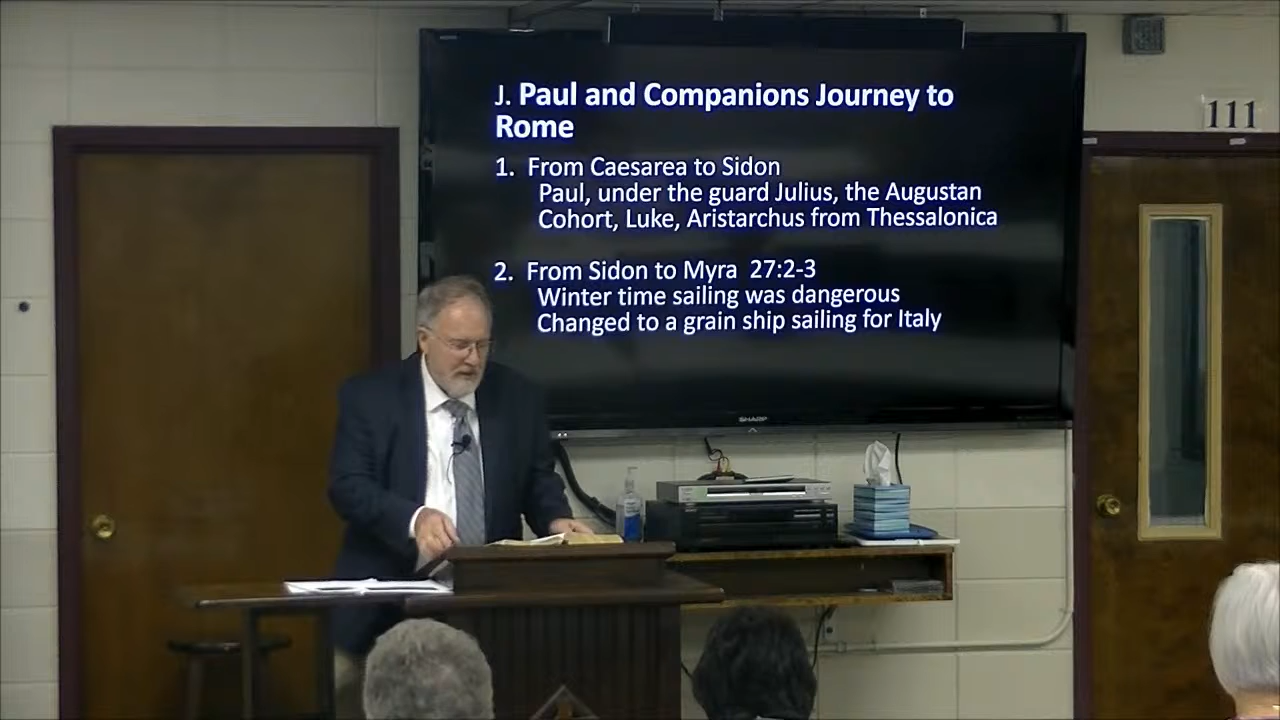 J. Paul and Companions Journey to
Rome
1. From Caesarea to Sidon
Paul, under the guard Julius, the Augustan
Cohort, Luke, Aristarchus from Thessalonica
2. From Sidon to Myra 27:2-3
Winter time sailing was dangerous
Changed to a grain ship sailing for Italy
SHARP
111